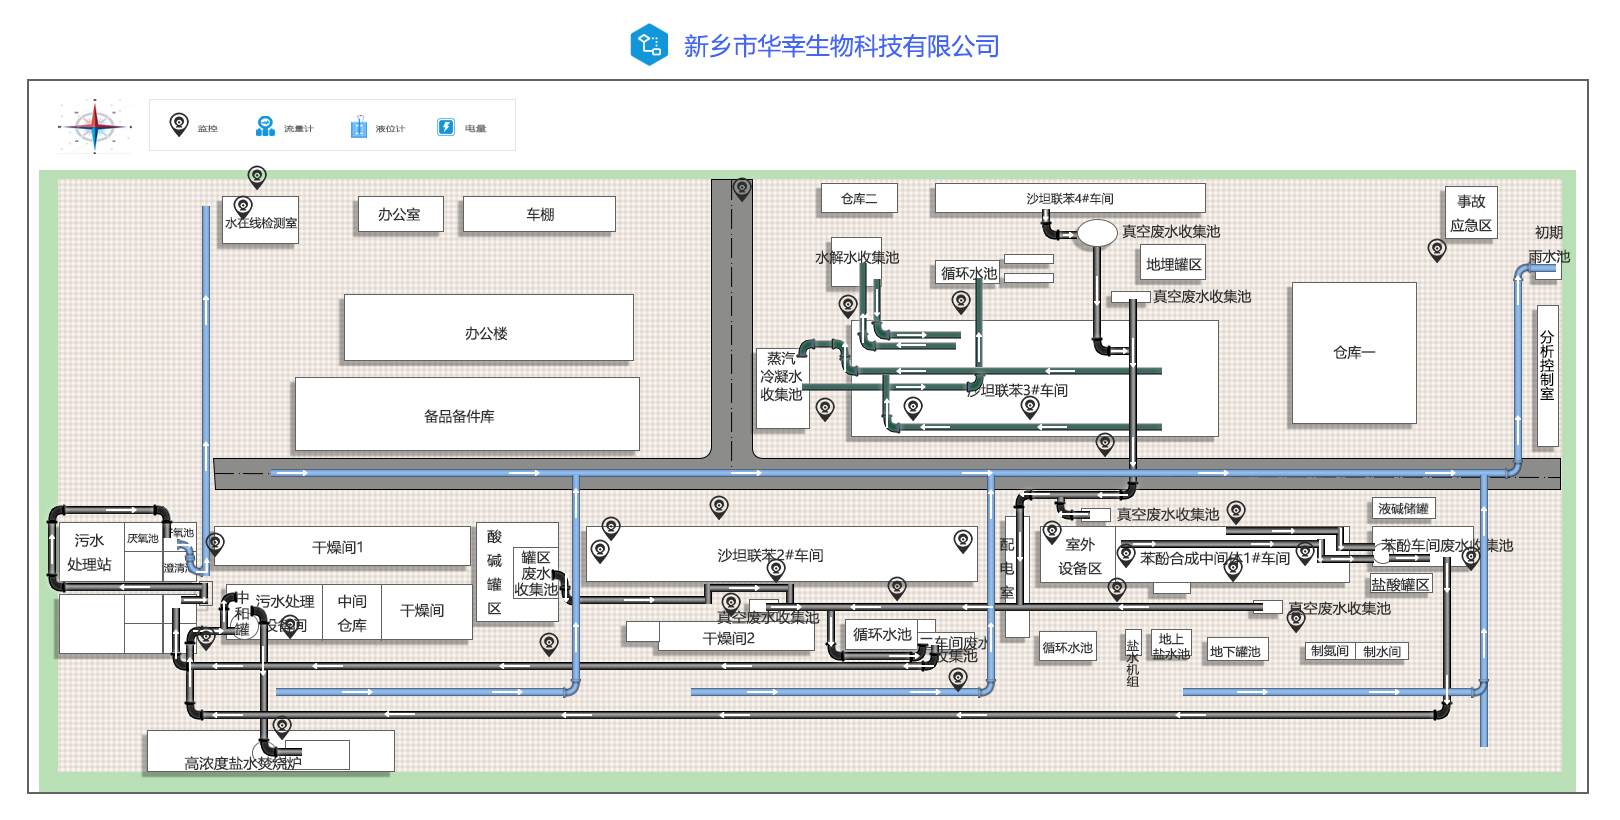 新乡市华幸生物科技有限公司
监控
流量计
液位计
电量
水在线检测室
办公室
车棚
仓库二
沙坦联苯4#车间
真空废水收集池
事故
应急区
初期
雨水池
水解水收集池
循环水池
地埋罐区
真空废水收集池
办公楼
仓库一
分析控制室
蒸汽
冷凝水
收集池
沙坦联苯3#车间
备品备件库
污水
处理站
厌氧池
氧池
澄清池
干燥间1
酸碱罐区
罐区
废水
收集池
沙坦联苯2#车间
配电室
真空废水收集池
室外
设备区
苯酚合成中间体1#车间
液碱储罐
苯酚车间废水收集池
盐酸罐区
中和罐
污水处理
设备间
中间
仓库
干燥间
真空废水收集池
干燥间2
循环水池
二车间废水
收集池
真空废水收集池
循环水池
盐水机组
地上
盐水池
地下罐池
制氮间
制水间
高浓度盐水焚烧炉